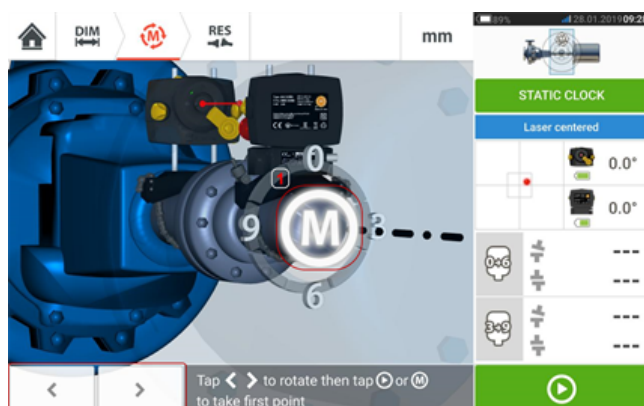 DIM
M
RES
mm
89%
28.01.2019 09:20
STATIC CLOCK
Laser centered
0.0°
0.0°
0
9
M
3
6
0+6
---
---
3+9
---
---
Tap < > to rotate then tap or M
to take first point